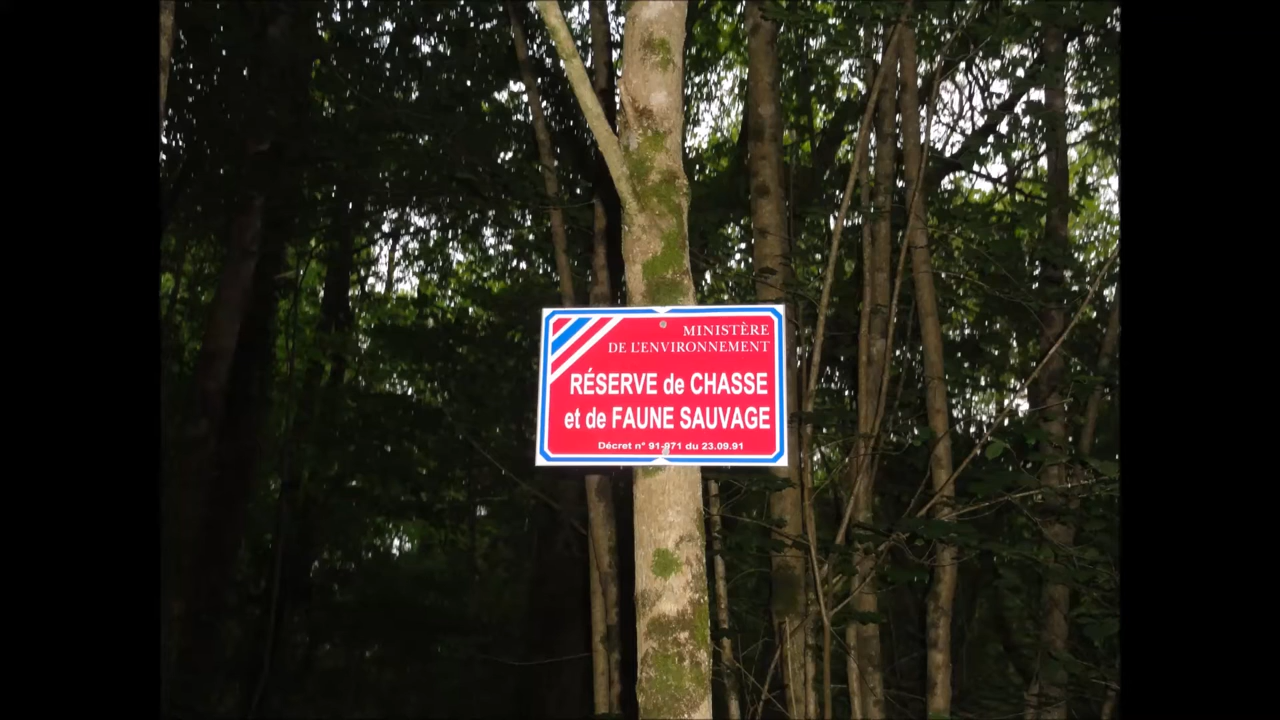 MINISTÈRE
DE L'ENVIRONNEMENT
RÉSERVE de CHASSE
et de FAUNE SAUVAGE
Décret n° 91-971 du 23.09.91